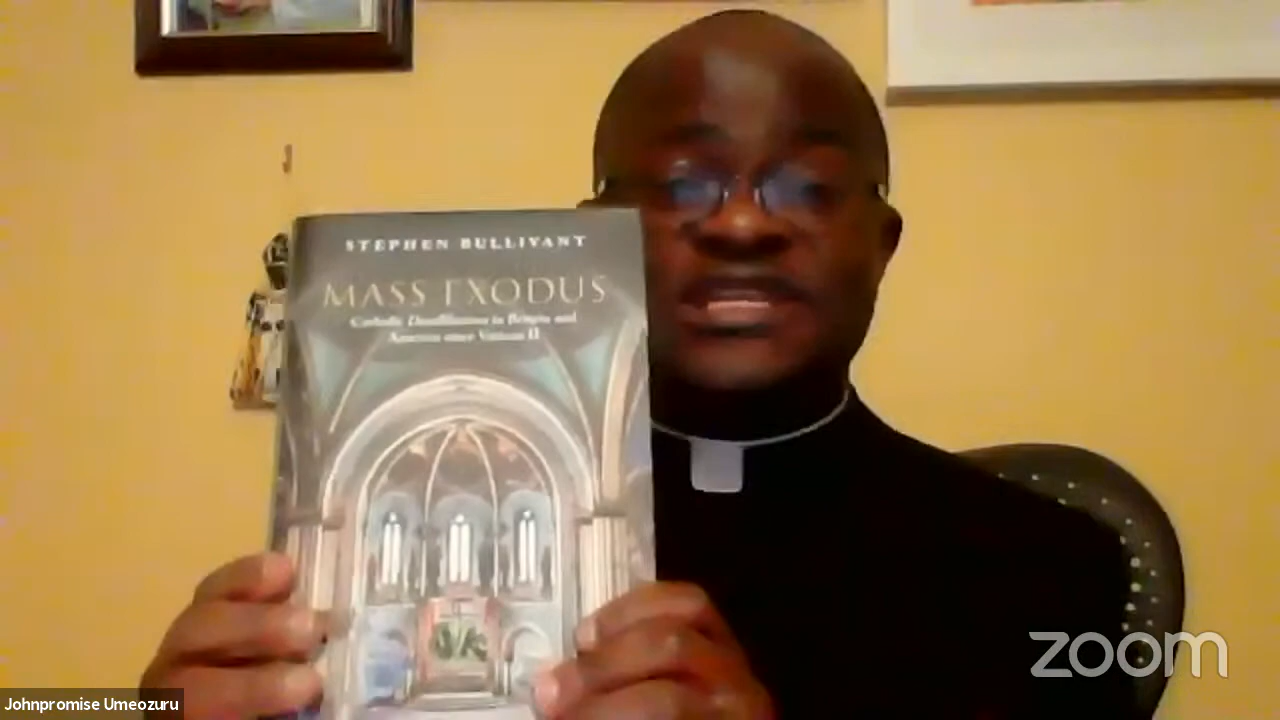 STEPHEN BULLIVANT
MASS EXODUS
Catholic Disaffiliation in Britain and
America since Vatican II
zoom
Johnpromise Umeozuru